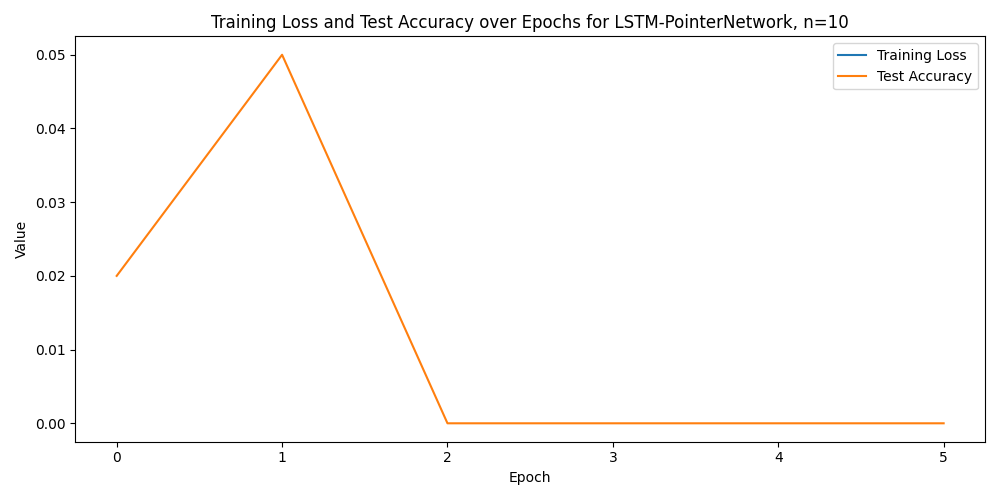 Training Loss and Test Accuracy over Epochs for LSTM-PointerNetwork, n=10
Training Loss
Test Accuracy
0.05
0.04
0.03
0.02
0.01
0.00
Value
0 1 2 3 4 5
Epoch